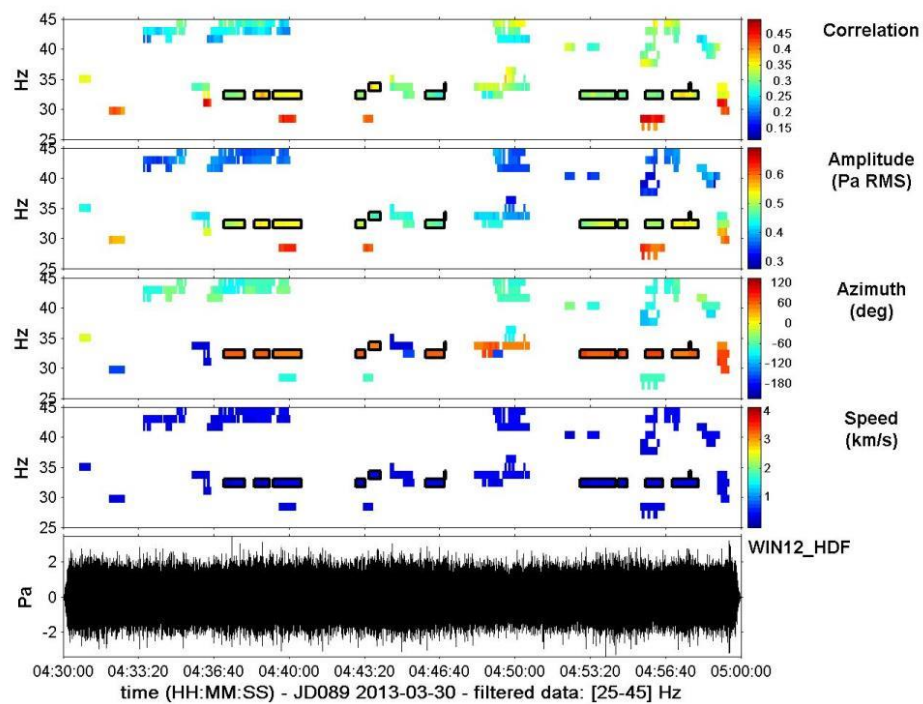 45
40
35
30
25
Hz
0.45
0.4
0.35
0.3
0.25
0.2
0.15
Correlation
45
40
35
30
25
Hz
0.6
0.5
0.4
0.3
Amplitude
(Pa RMS)
45
40
35
30
25
Hz
120
60
0
-60
-120
-180
Azimuth
(deg)
45
40
35
30
25
Hz
4
3
2
1
Speed
(km/s)
2
0
-2
Pa
WIN12_HDF
04:30:00 04:33:20 04:36:40 04:40:00 04:43:20 04:46:40 04:50:00 04:53:20 04:56:40 05:00:00
time (HH:MM:SS) - JD089 2013-03-30 - filtered data: [25-45] Hz